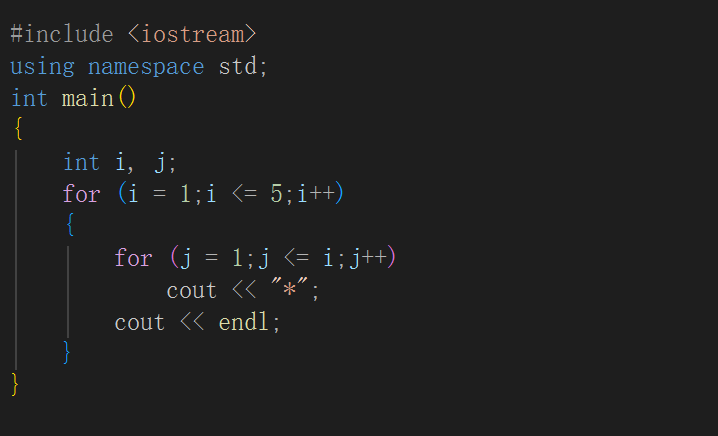 #include <iostream>
using namespace std;
int main()
{
    int i, j;
    for (i = 1;i <= 5;i++)
    {
        for (j = 1;j <= i;j++)
            cout << "*";
        cout << endl;
    }
}